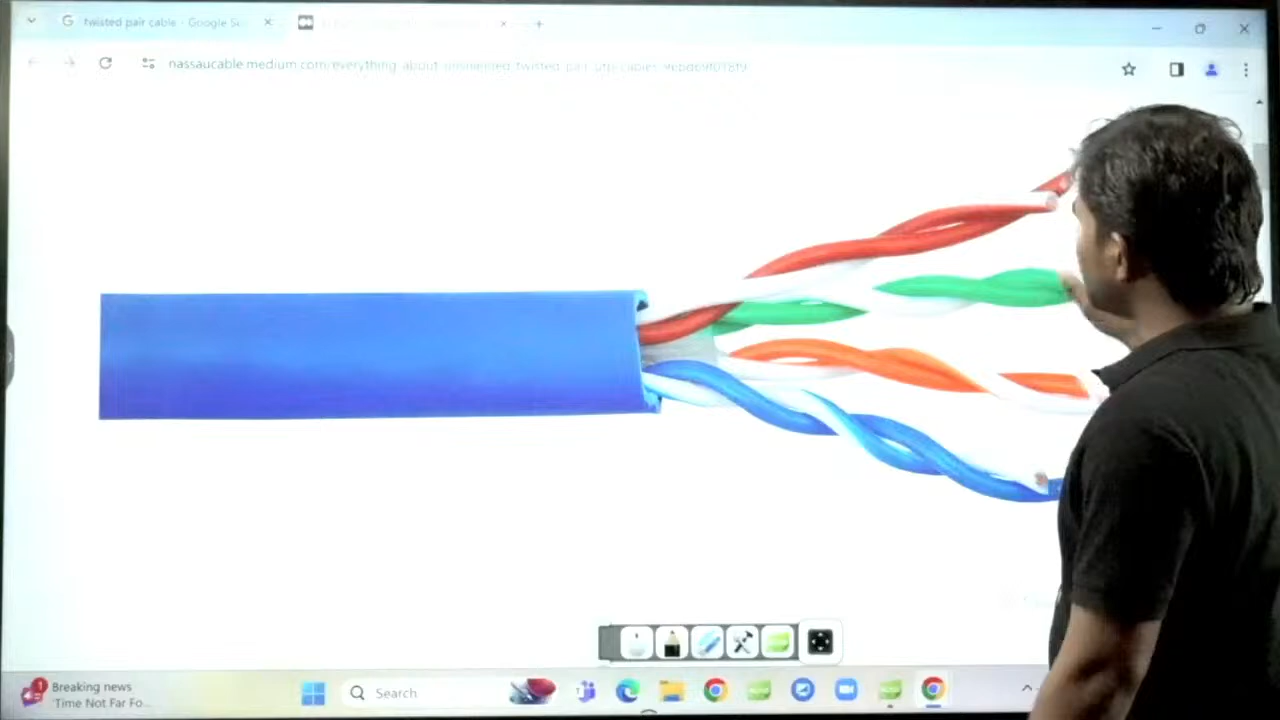 twisted pair cable - Google Se
nassaucable.medium.com/everything-about-unshielded-twisted-pair-utp-cables-
Breaking news
'Time Not Far Fo...
1
Search